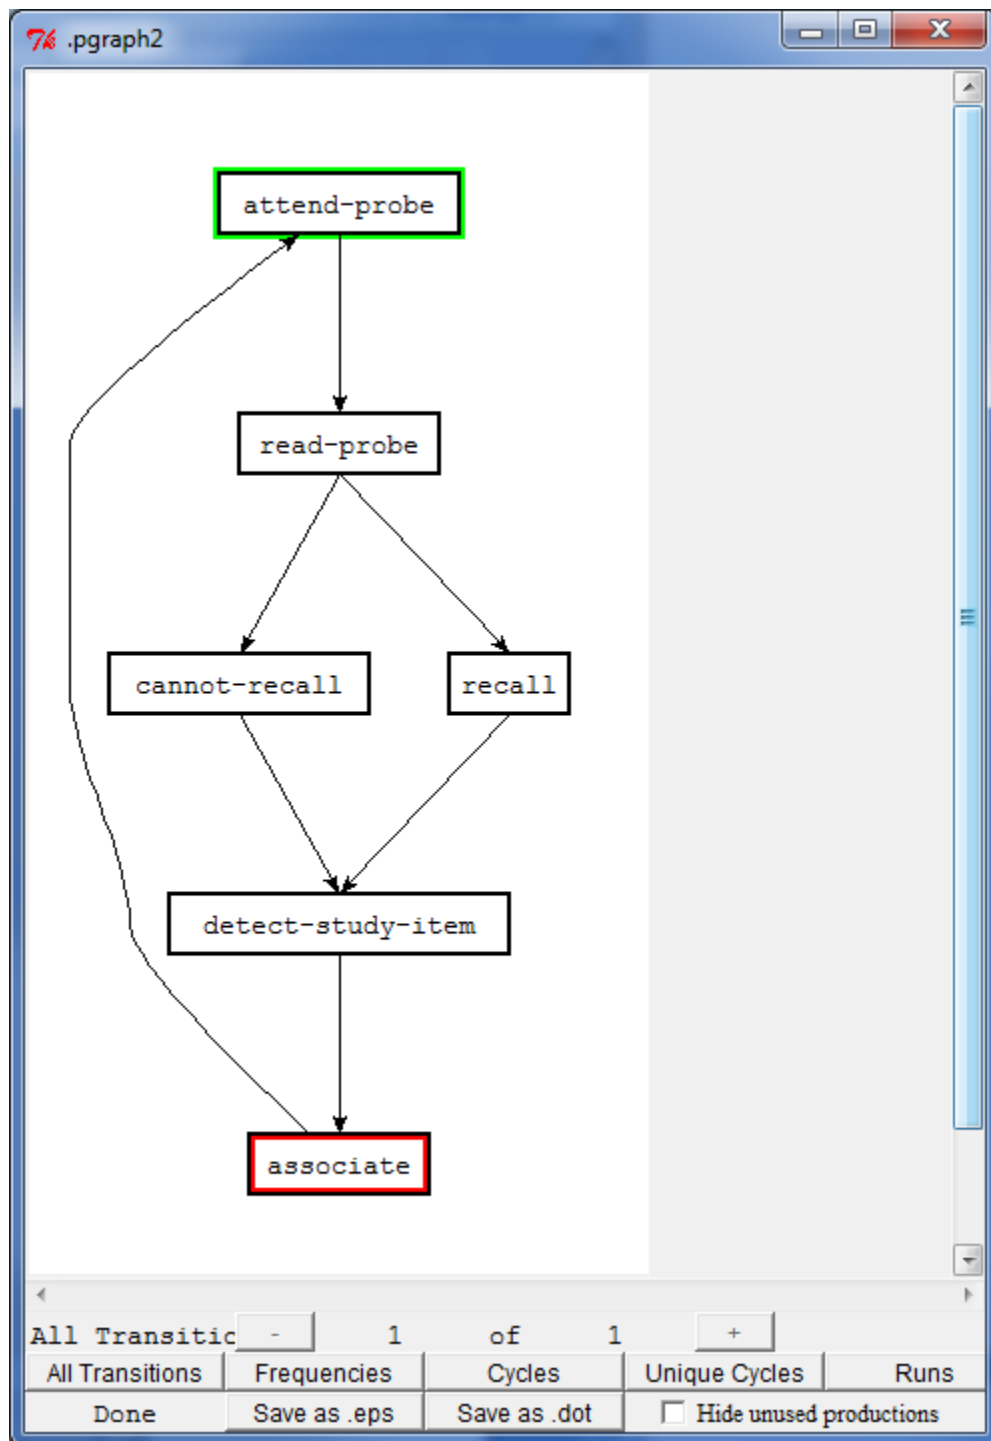 7k .pgraph2
attend-probe
read-probe
cannot-recall recall
detect-study-item
associate
All Transitic - 1 of 1 +
All Transitions Frequencies Cycles Unique Cycles Runs
Done Save as .eps Save as .dot Hide unused productions